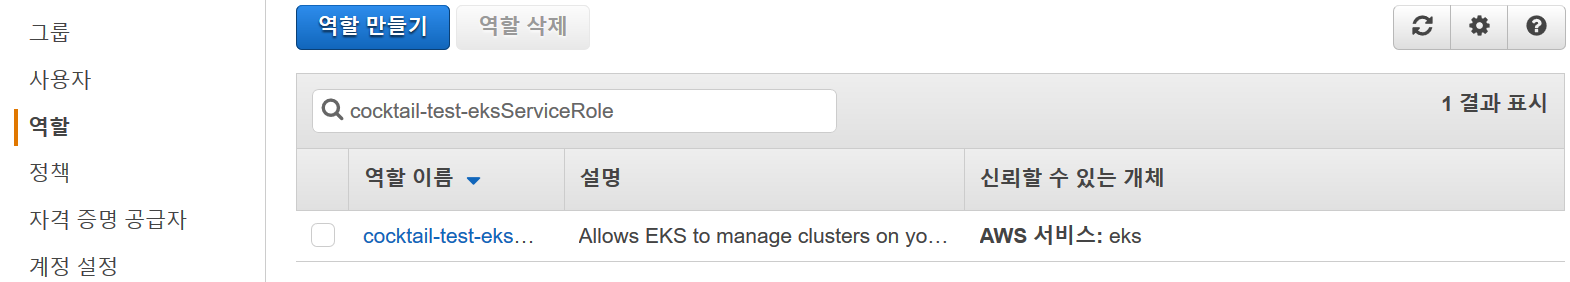 그룹
사용자
역할
정책
자격 증명 공급자
계정 설정
역할 만들기 역할 삭제
cocktail-test-eksServiceRole 1 결과 표시
역할 이름 설명 신뢰할 수 있는 개체
cocktail-test-eks… Allows EKS to manage clusters on yo… AWS 서비스: eks